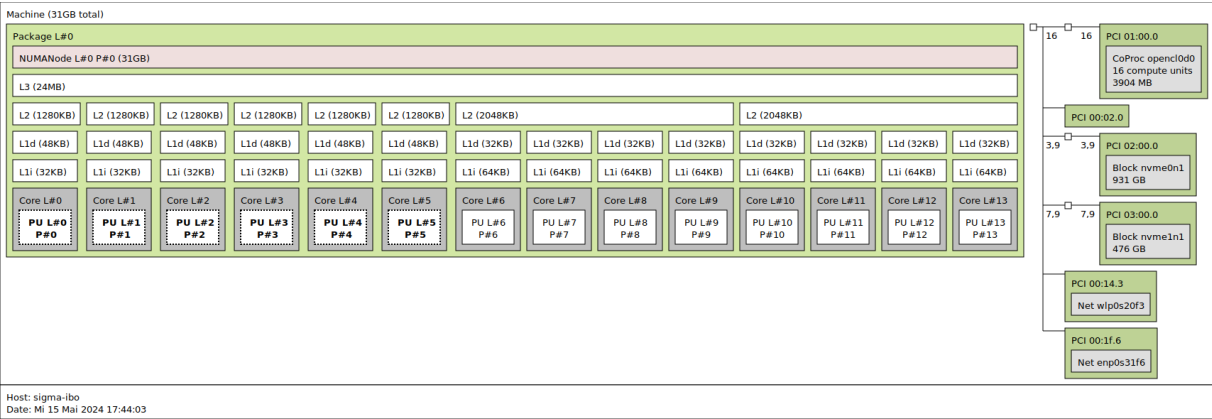 Machine (31GB total)
Package L#0
NUMANode L#0 P#0 (31GB)
L3 (24MB)
L2 (1280KB) L2 (1280KB) L2 (1280KB) L2 (1280KB) L2 (1280KB) L2 (1280KB) L2 (2048KB) L2 (2048KB)
L1d (48KB) L1d (48KB) L1d (48KB) L1d (48KB) L1d (48KB) L1d (48KB) L1d (32KB) L1d (32KB) L1d (32KB) L1d (32KB) L1d (32KB) L1d (32KB) L1d (32KB) L1d (32KB)
L1i (32KB) L1i (32KB) L1i (32KB) L1i (32KB) L1i (32KB) L1i (32KB) L1i (64KB) L1i (64KB) L1i (64KB) L1i (64KB) L1i (64KB) L1i (64KB) L1i (64KB) L1i (64KB)
Core L#0 Core L#1 Core L#2 Core L#3 Core L#4 Core L#5 Core L#6 Core L#7 Core L#8 Core L#9 Core L#10 Core L#11 Core L#12 Core L#13
PU L#0 PU L#1 PU L#2 PU L#3 PU L#4 PU L#5 PU L#6 PU L#7 PU L#8 PU L#9 PU L#10 PU L#11 PU L#12 PU L#13
P#0 P#1 P#2 P#3 P#4 P#5 P#6 P#7 P#8 P#9 P#10 P#11 P#12 P#13
16 16 PCI 01:00.0
CoProc opencl0d0
16 compute units
3904 MB
PCI 00:02.0
3,9 3,9 PCI 02:00.0
Block nvme0n1
931 GB
7,9 7,9 PCI 03:00.0
Block nvme1n1
476 GB
PCI 00:14.3
Net wlp0s20f3
PCI 00:1f.6
Net enp0s31f6
Host: sigma-ibo
Date: Mi 15 Mai 2024 17:44:03